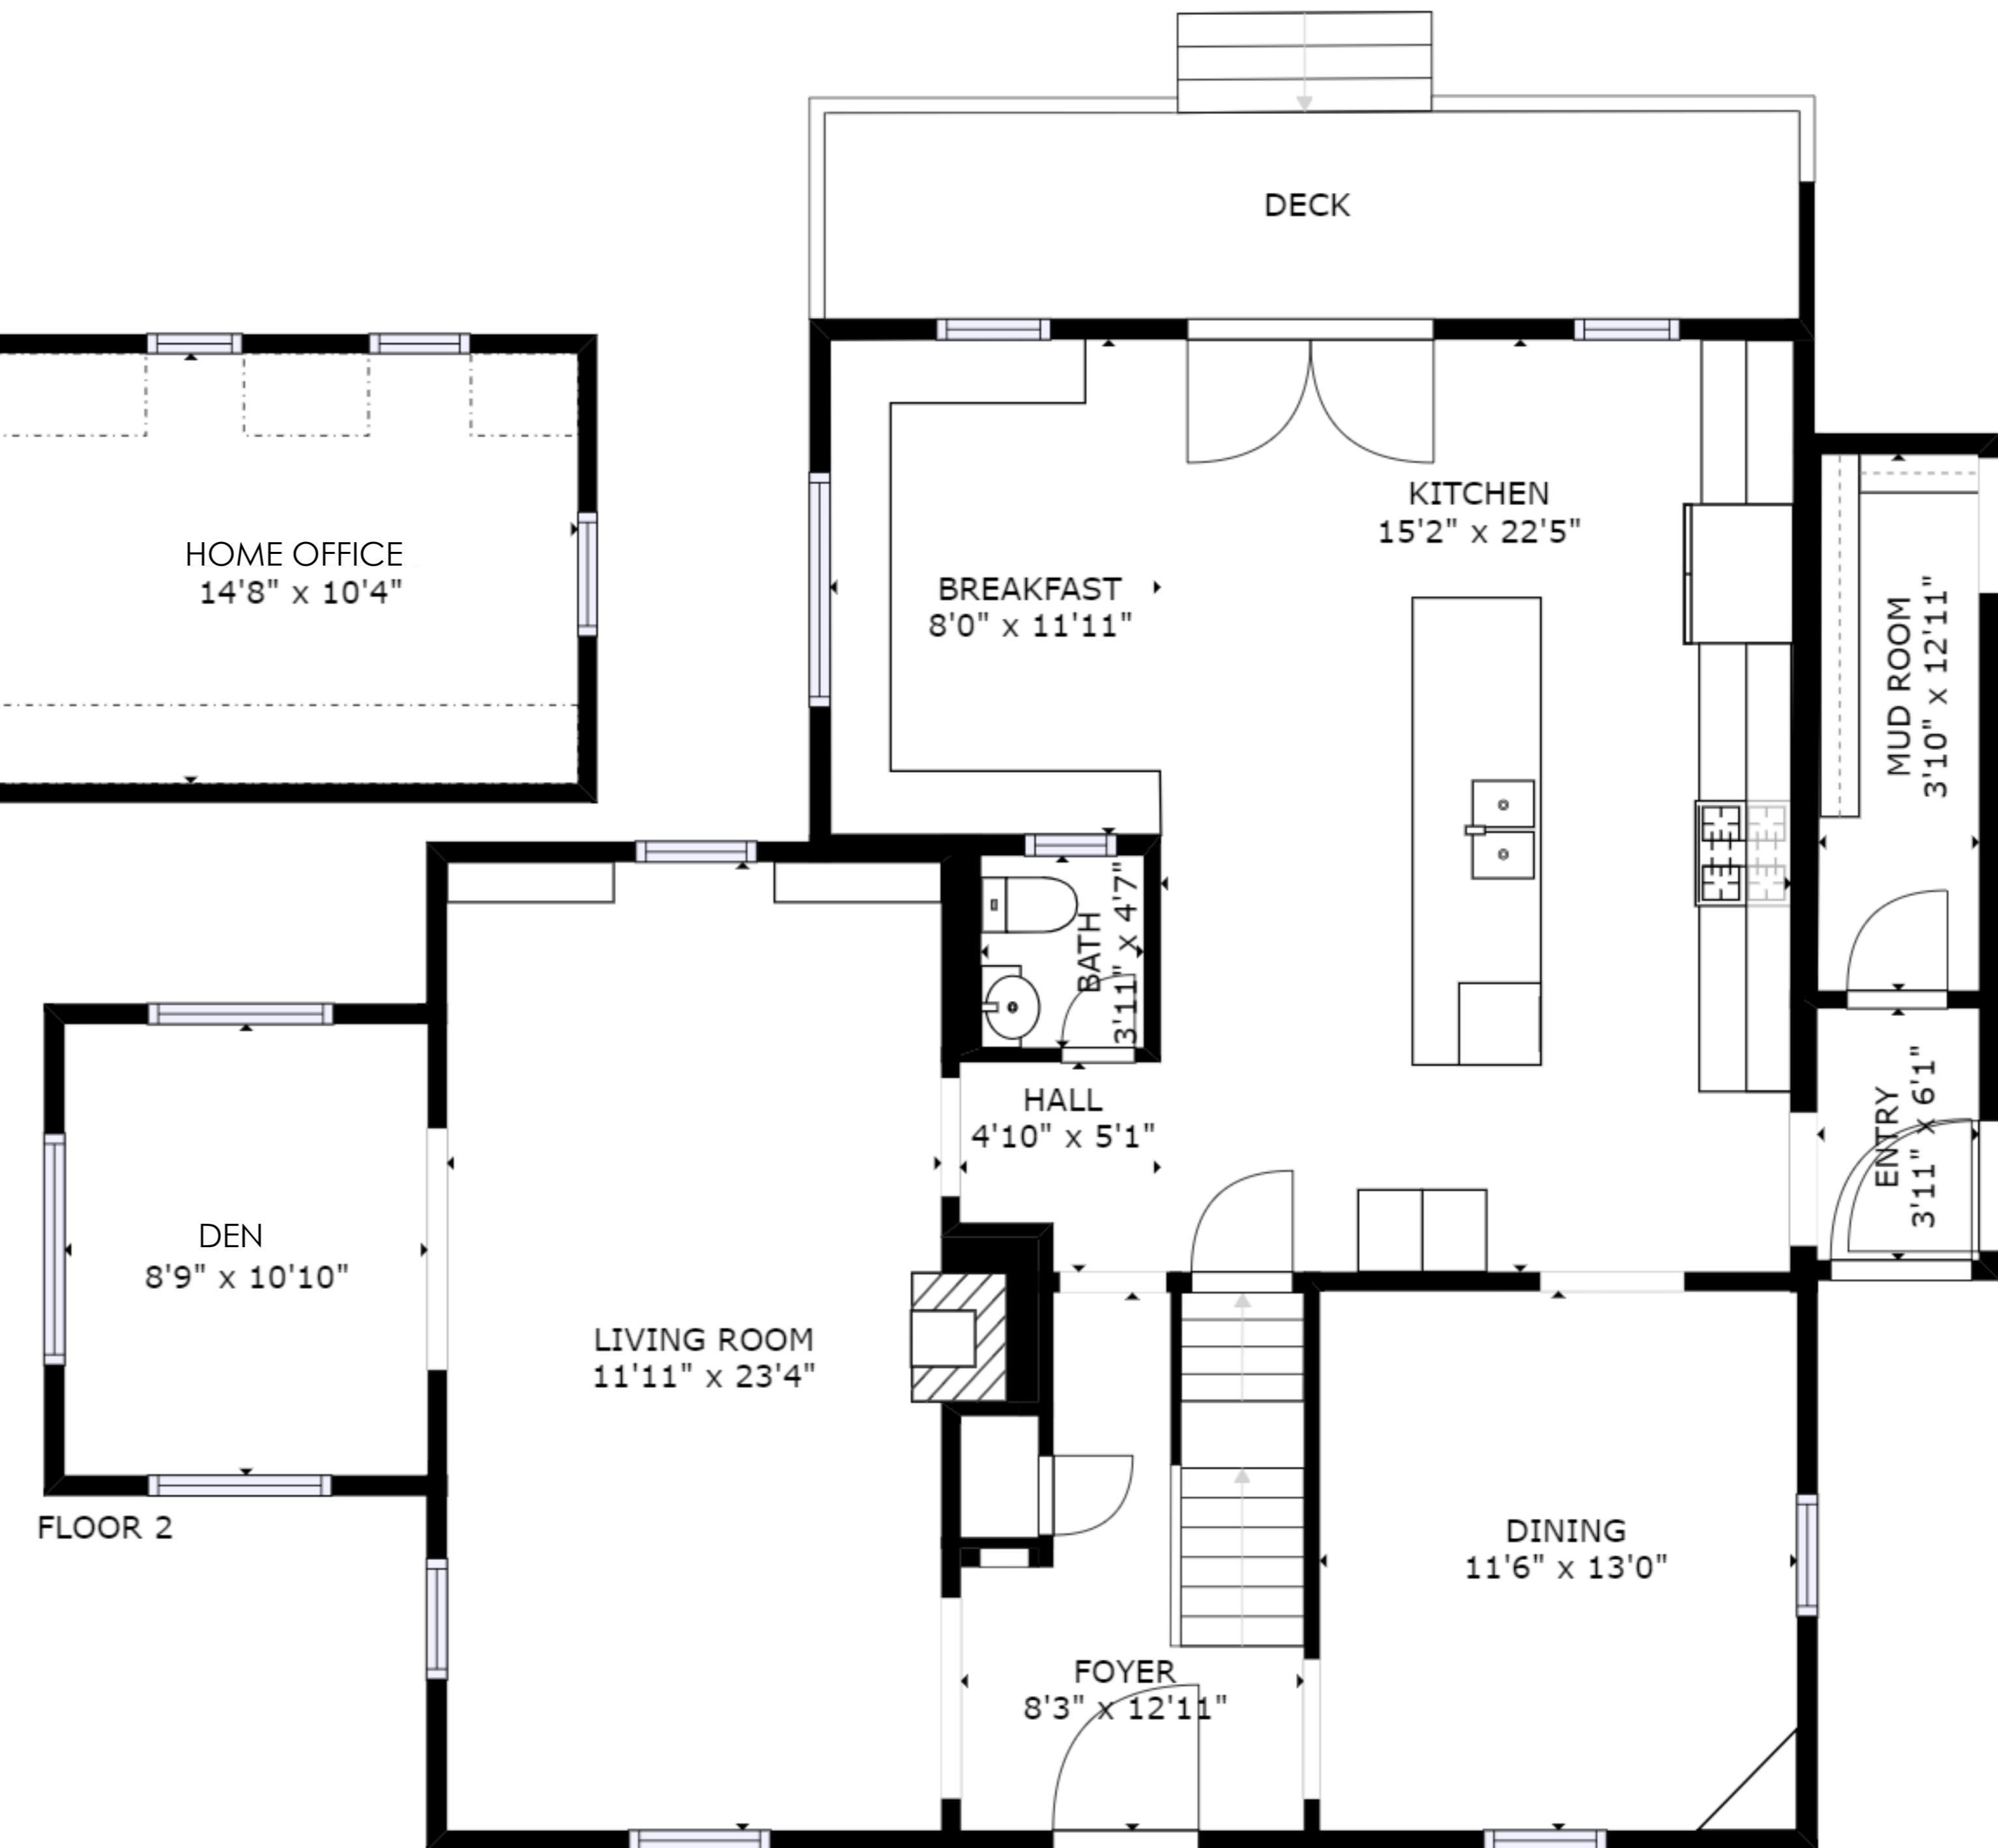 DECK
KITCHEN
15'2" x 22'5"
HOME OFFICE
14'8" x 10'4"
BREAKFAST
8'0" x 11'11"
MUD ROOM
3'10" x 12'11"
BATH
3'11" x 4'7"
HALL
4'10" x 5'1"
ENTRY
3'11" x 6'1"
DEN
8'9" x 10'10"
LIVING ROOM
11'11" x 23'4"
FLOOR 2
DINING
11'6" x 13'0"
FOYER
8'3" x 12'11"